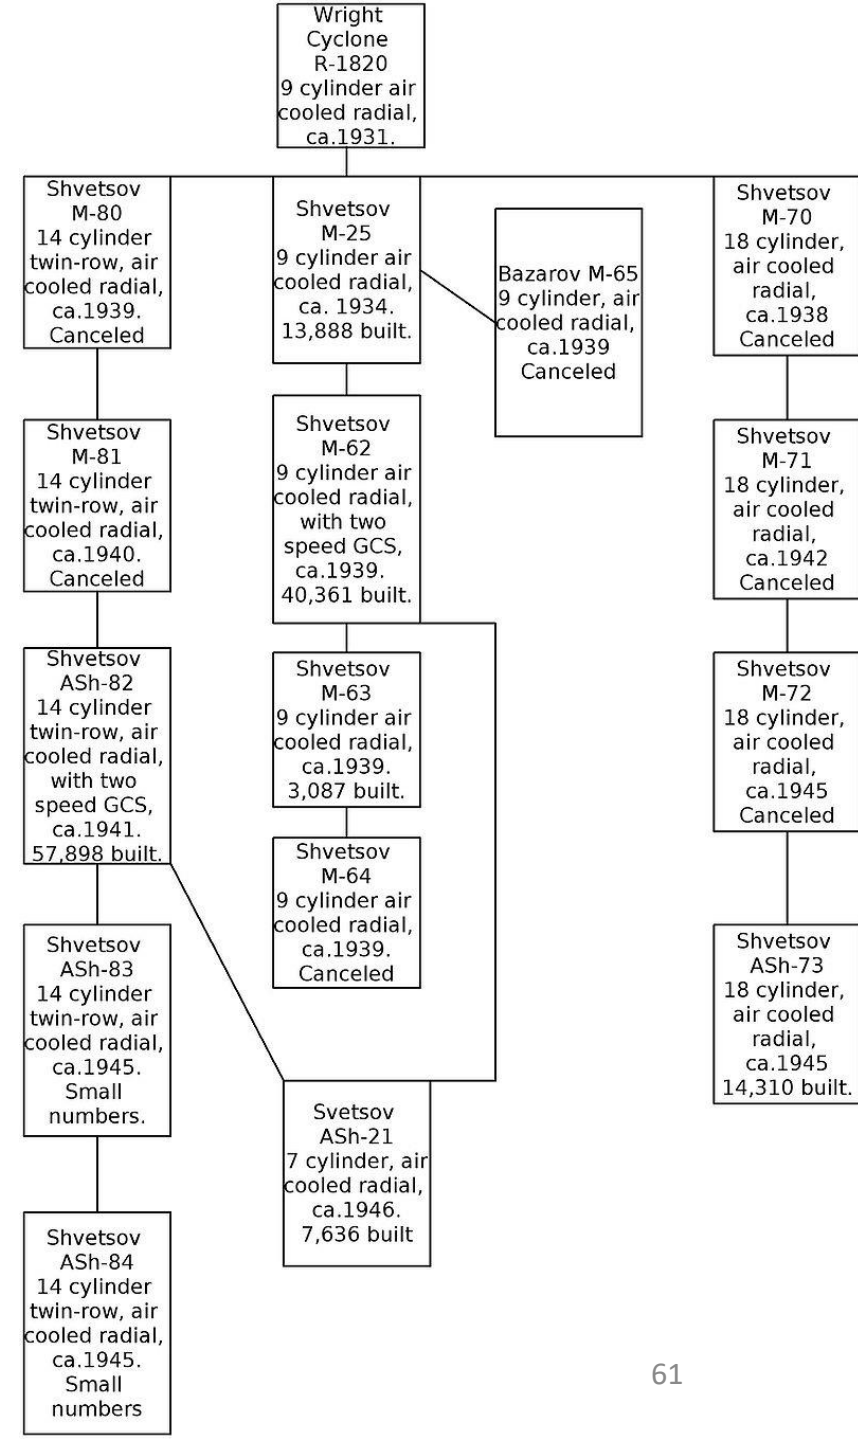 Wright
Cyclone
R-1820
9 cylinder air
cooled radial,
ca.1931.
Shvetsov
M-80
14 cylinder
twin-row, air
cooled radial,
ca.1939.
Canceled
Shvetsov
M-25
9 cylinder air
cooled radial,
ca. 1934.
13,888 built.
Bazarov M-65
9 cylinder, air
cooled radial,
ca.1939
Canceled
Shvetsov
M-70
18 cylinder,
air cooled
radial,
ca.1938
Canceled
Shvetsov
M-81
14 cylinder
twin-row, air
cooled radial,
ca.1940.
Canceled
Shvetsov
M-62
9 cylinder air
cooled radial,
with two
speed GCS,
ca.1939.
40,361 built.
Shvetsov
M-71
18 cylinder,
air cooled
radial,
ca.1942
Canceled
Shvetsov
ASh-82
14 cylinder
twin-row, air
cooled radial,
with two
speed GCS,
ca.1941.
57,898 built.
Shvetsov
M-63
9 cylinder air
cooled radial,
ca.1939.
3,087 built.
Shvetsov
M-72
18 cylinder,
air cooled
radial,
ca.1945
Canceled
Shvetsov
M-64
9 cylinder air
cooled radial,
ca.1939.
Canceled
Shvetsov
ASh-83
14 cylinder
twin-row, air
cooled radial,
ca.1945.
Small
numbers.
Shvetsov
ASh-73
18 cylinder,
air cooled
radial,
ca.1945
14,310 built.
Svetsov
ASh-21
7 cylinder, air
cooled radial,
ca.1946.
7,636 built
Shvetsov
ASh-84
14 cylinder
twin-row, air
cooled radial,
ca.1945.
Small
numbers
61